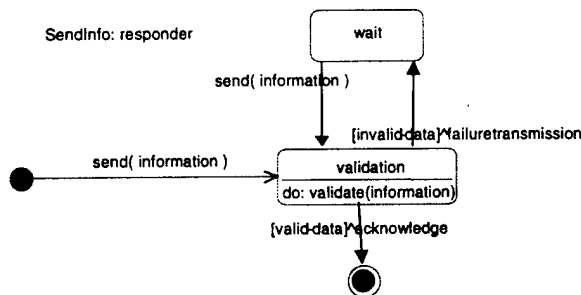 SendInfo: responder
wait
send( information )
[invalid-data]^failuretransmission
send( information )
validation
do: validate(information)
[valid-data]^acknowledge